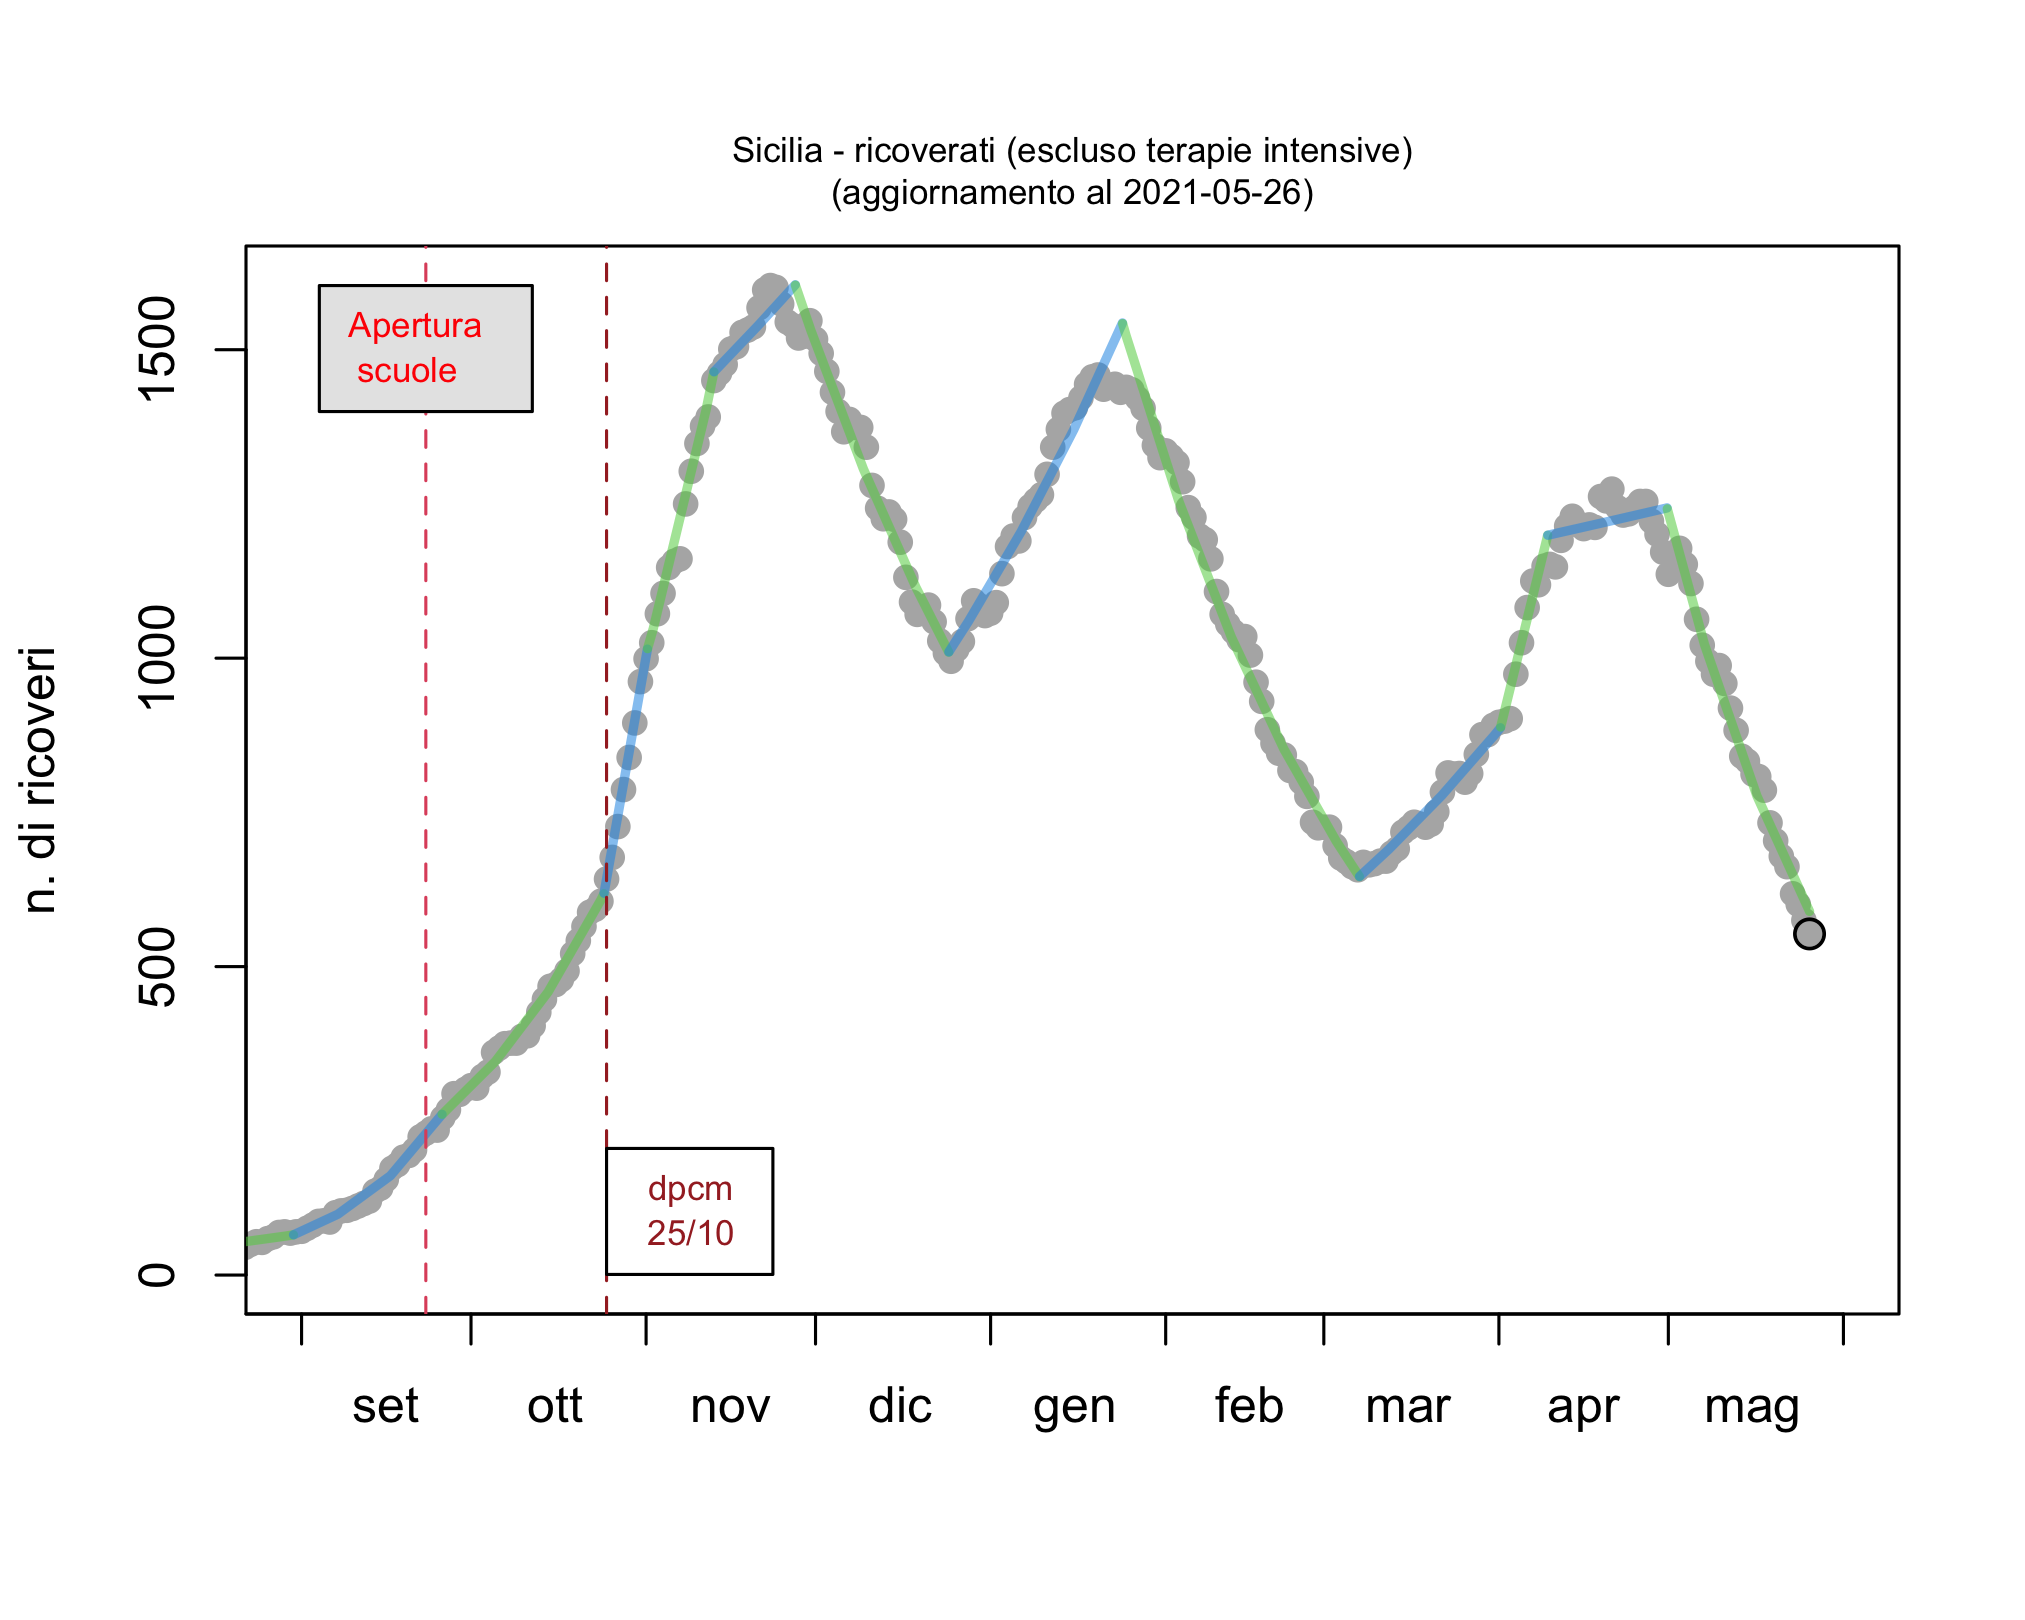 Sicilia - ricoverati (escluso terapie intensive)
(aggiornamento al 2021-05-26)
Apertura
scuole
dpcm
25/10
n. di ricoveri
1500
1000
500
0
set ott nov dic gen feb mar apr mag